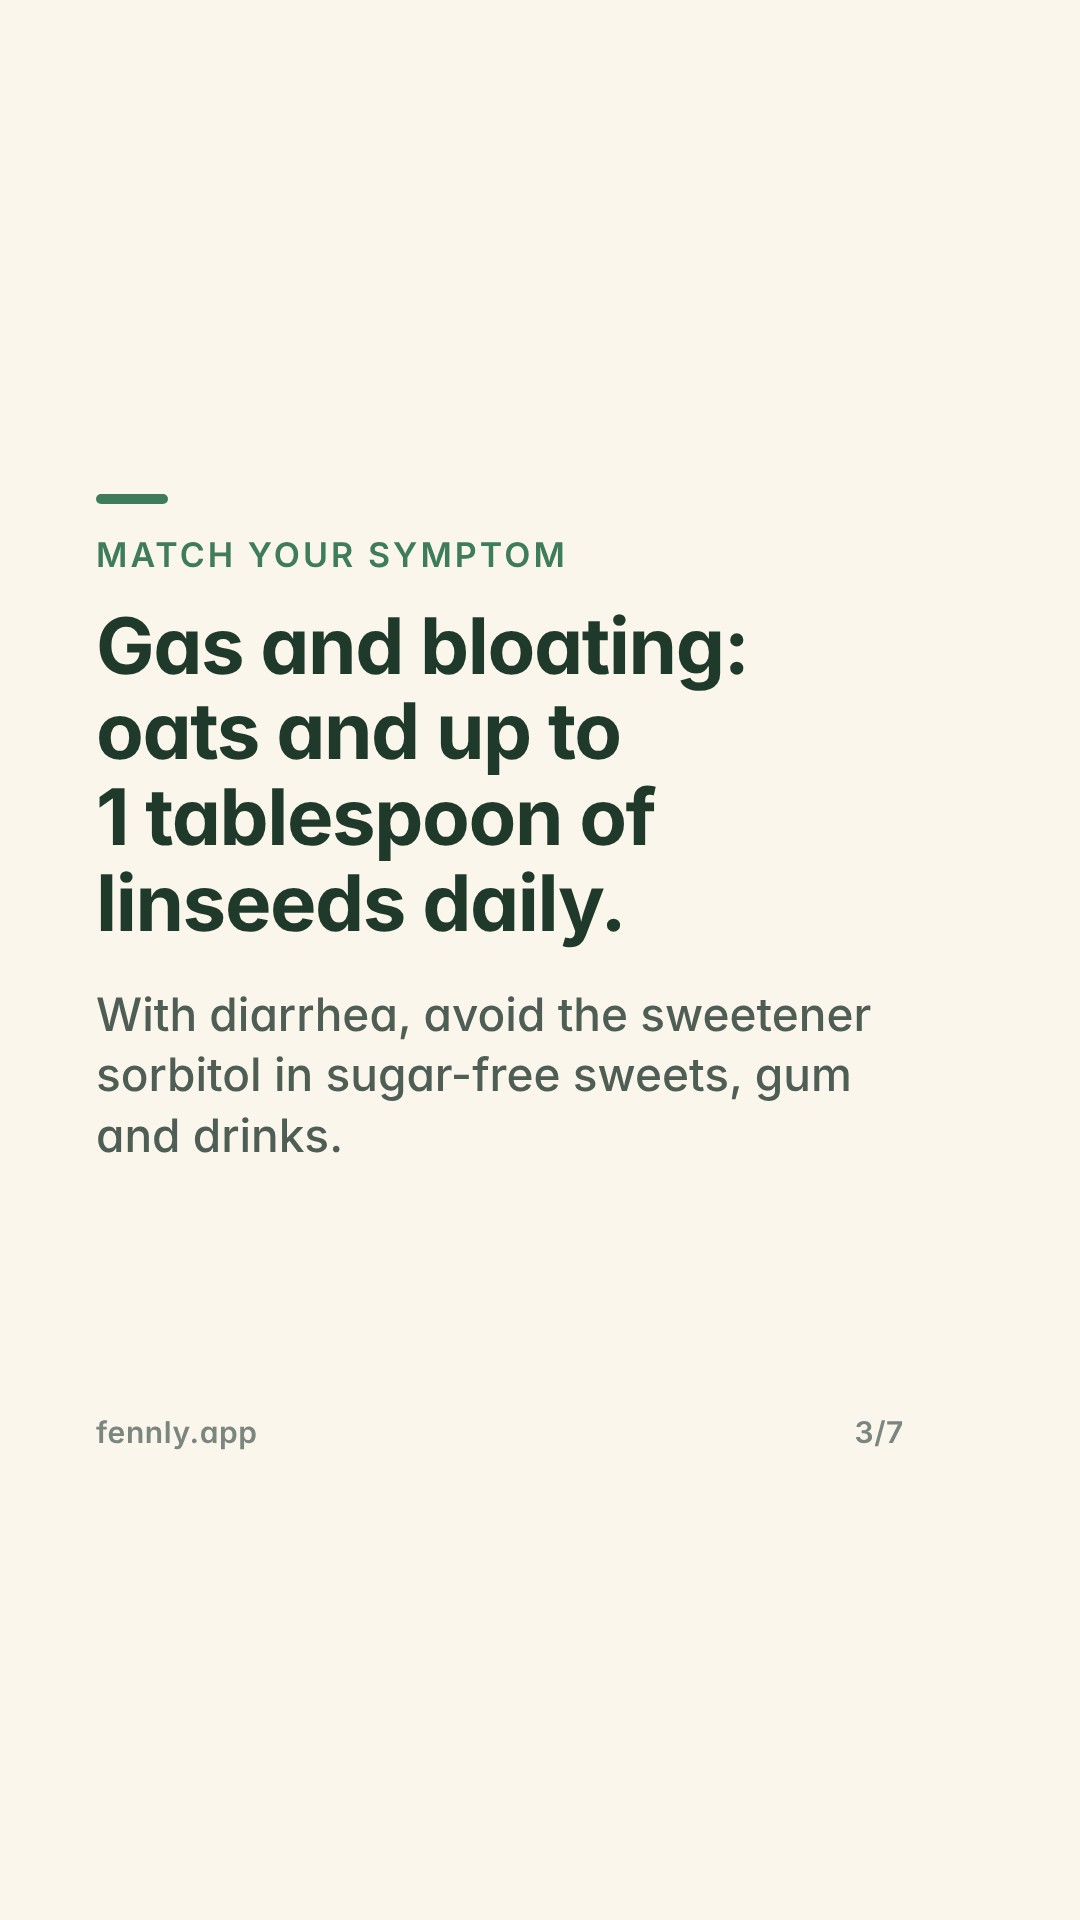 MATCH YOUR SYMPTOM
Gas and bloating:
oats and up to
1 tablespoon of
linseeds daily.
With diarrhea, avoid the sweetener
sorbitol in sugar-free sweets, gum
and drinks.
fennly.app
3/7